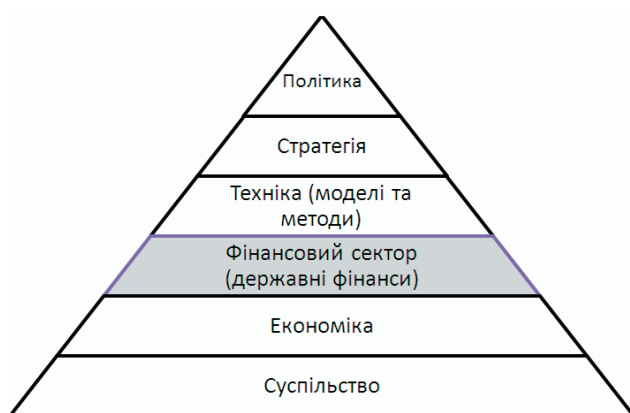 Політика
Стратегія
Техніка (моделі та
методи)
Фінансовий сектор
(державні фінанси)
Економіка
Суспільство